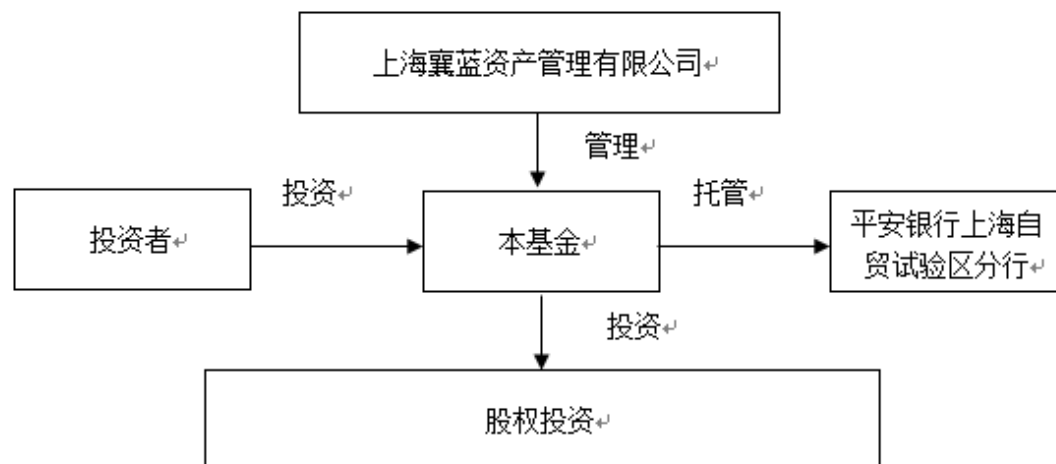 上海襄蓝资产管理有限公司
管理
投资
托管
投资者
本基金
平安银行上海自
贸试验区分行
投资
股权投资